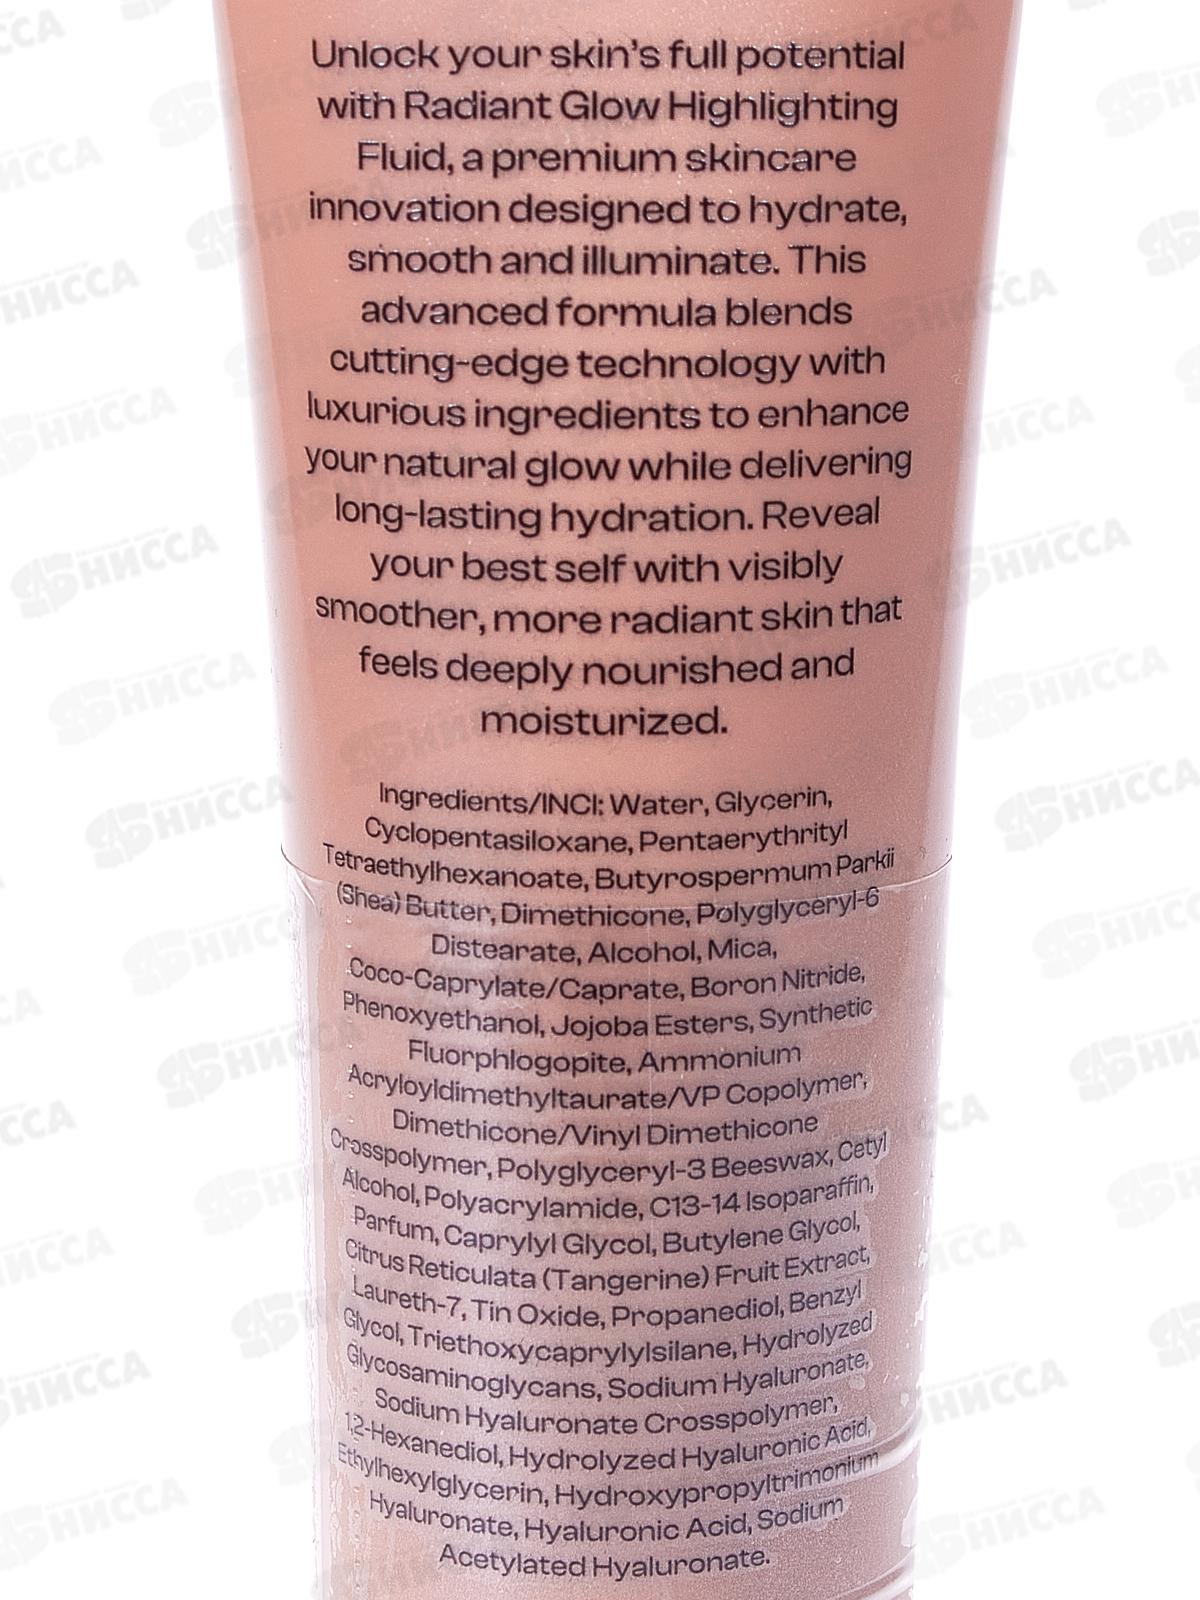 Unlock your skin's full potential
with Radiant Glow Highlighting
Fluid, a premium skincare
innovation designed to hydrate,
smooth and illuminate. This
advanced formula blends
cutting-edge technology with
luxurious ingredients to enhance
your natural glow while delivering
long-lasting hydration. Reveal
your best self with visibly
smoother, more radiant skin that
feels deeply nourished and
moisturized.
Ingredients/INCI: Water, Glycerin,
Cyclopentasiloxane, Pentaerythrityl
Tetraethylhexanoate, Butyrospermum Parkii
(Shea) Butter, Dimethicone, Polyglyceryl-6
Distearate, Alcohol, Mica,
Coco-Caprylate/Caprate, Boron Nitride,
Phenoxyethanol, Jojoba Esters, Synthetic
Fluorphlogopite, Ammonium
Acryloyldimethyltaurate/VP Copolymer,
Dimethicone/Vinyl Dimethicone
Crosspolymer, Polyglyceryl-3 Beeswax, Cetyl
Alcohol, Polyacrylamide, C13-14 Isoparaffin,
Parfum, Caprylyl Glycol, Butylene Glycol,
Citrus Reticulata (Tangerine) Fruit Extract,
Laureth-7, Tin Oxide, Propanediol, Benzyl
Glycol, Triethoxycaprylylsilane, Hydrolyzed
Glycosaminoglycans, Sodium Hyaluronate,
Sodium Hyaluronate Crosspolymer,
1,2-Hexanediol, Hydrolyzed Hyaluronic Acid,
Ethylhexylglycerin, Hydroxypropyltrimonium
Hyaluronate, Hyaluronic Acid, Sodium
Acetylated Hyaluronate.